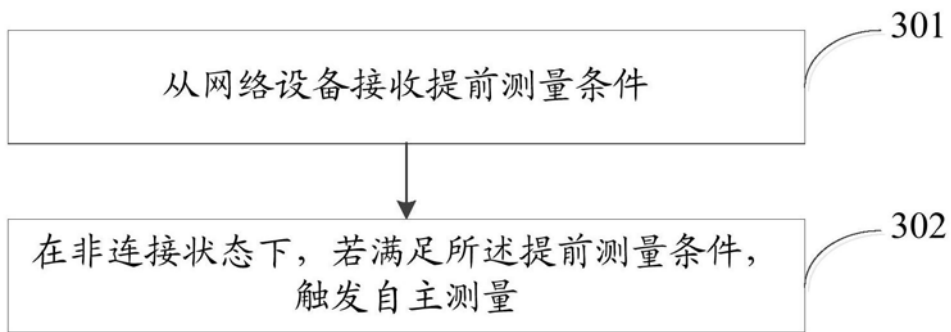 301
从网络设备接收提前测量条件
302
在非连接状态下，若满足所述提前测量条件，
触发自主测量